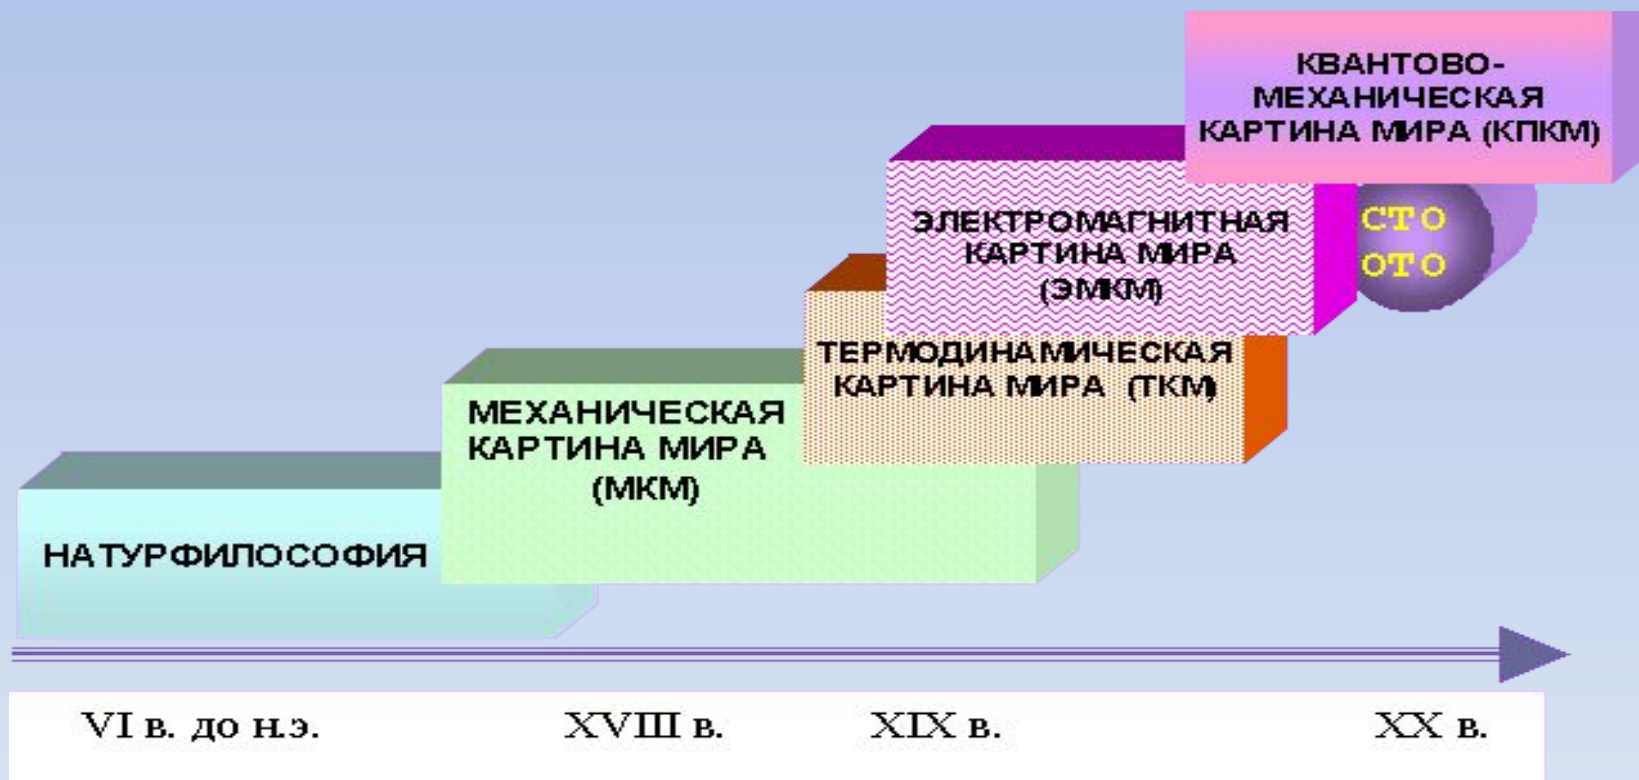 КВАНТОВО-
МЕХАНИЧЕСКАЯ
КАРТИНА МИРА (КПКМ)
ЭЛЕКТРОМАГНИТНАЯ
КАРТИНА МИРА
(ЭМКМ)
СТО
ОТО
ТЕРМОДИНАМИЧЕСКАЯ
КАРТИНА МИРА (ТКМ)
МЕХАНИЧЕСКАЯ
КАРТИНА МИРА
(МКМ)
НАТУРФИЛОСОФИЯ
VI в. до н.э. XVIII в. XIX в. XX в.